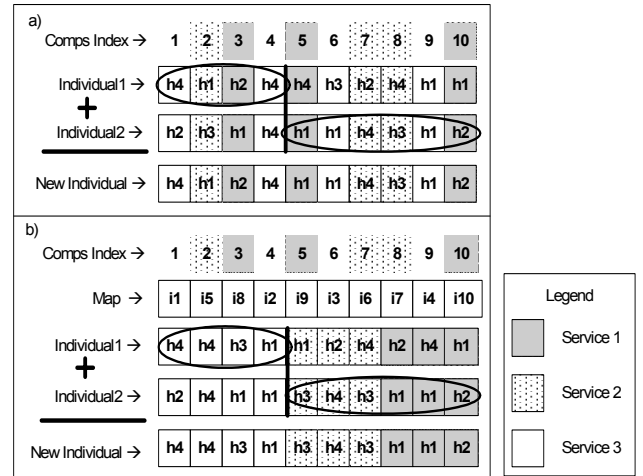 a)
Comps Index → 1 2 3 4 5 6 7 8 9 10
Individual1 → h4 h1 h2 h4 h4 h3 h2 h4 h1 h1
+
Individual2 → h2 h3 h1 h4 h1 h1 h4 h3 h1 h2
New Individual → h4 h1 h2 h4 h1 h1 h4 h3 h1 h2
b)
Comps Index → 1 2 3 4 5 6 7 8 9 10
Map → i1 i5 i8 i2 i9 i3 i6 i7 i4 i10
Individual1 → h4 h4 h3 h1 h1 h2 h4 h2 h4 h1
+
Individual2 → h2 h4 h1 h1 h3 h4 h3 h1 h1 h2
New Individual → h4 h4 h3 h1 h3 h4 h3 h1 h1 h2
Legend
Service 1
Service 2
Service 3